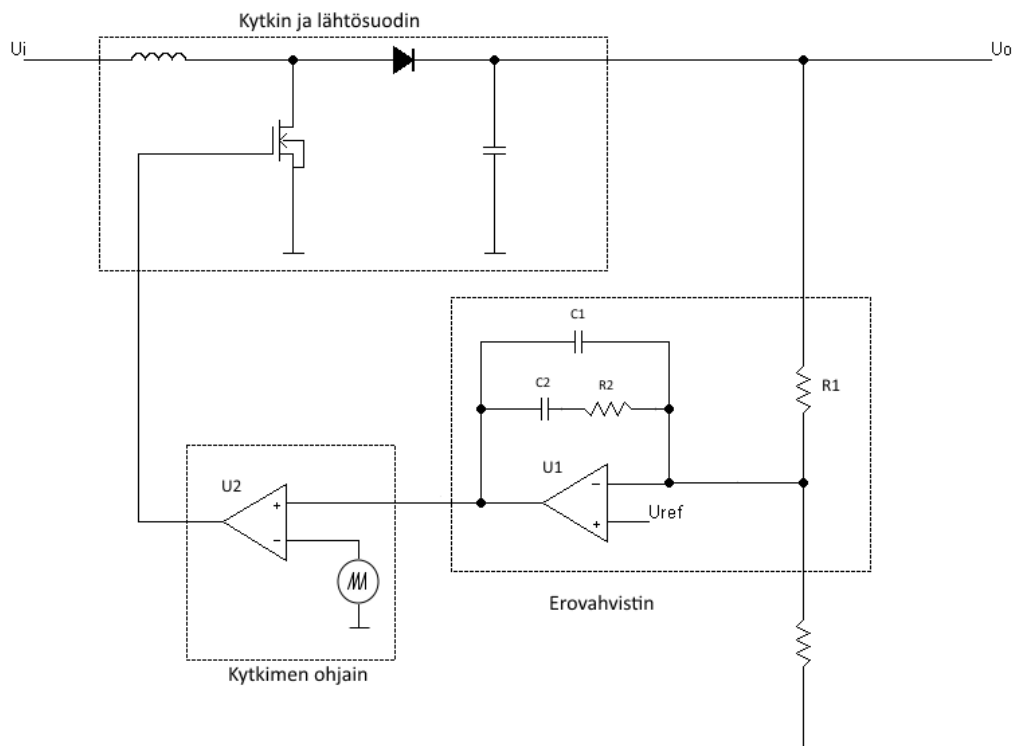 Kytkin ja lähtösuodin
Ui
Uo
C1
C2
R2
R1
U1
U2
Uref
Erovahvistin
Kytkimen ohjain